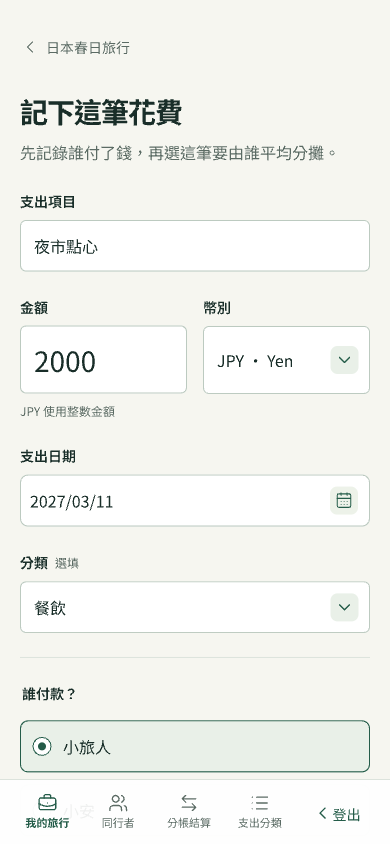 日本春日旅行
記下這筆花費
先記錄誰付了錢，再選這筆要由誰平均分攤。
支出項目
夜市點心
金額
幣別
2000
JPY · Yen
JPY 使用整數金額
支出日期
2027/03/11
分類 選填
餐飲
誰付款？
小旅人
小安
我的旅行
同行者
分帳結算
支出分類
登出